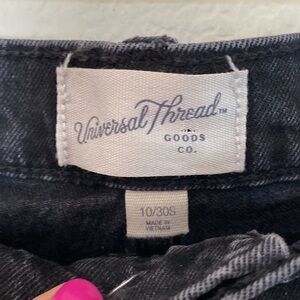 Universal Thread™
GOODS
CO.
10/30S
MADE IN
VIETNAM